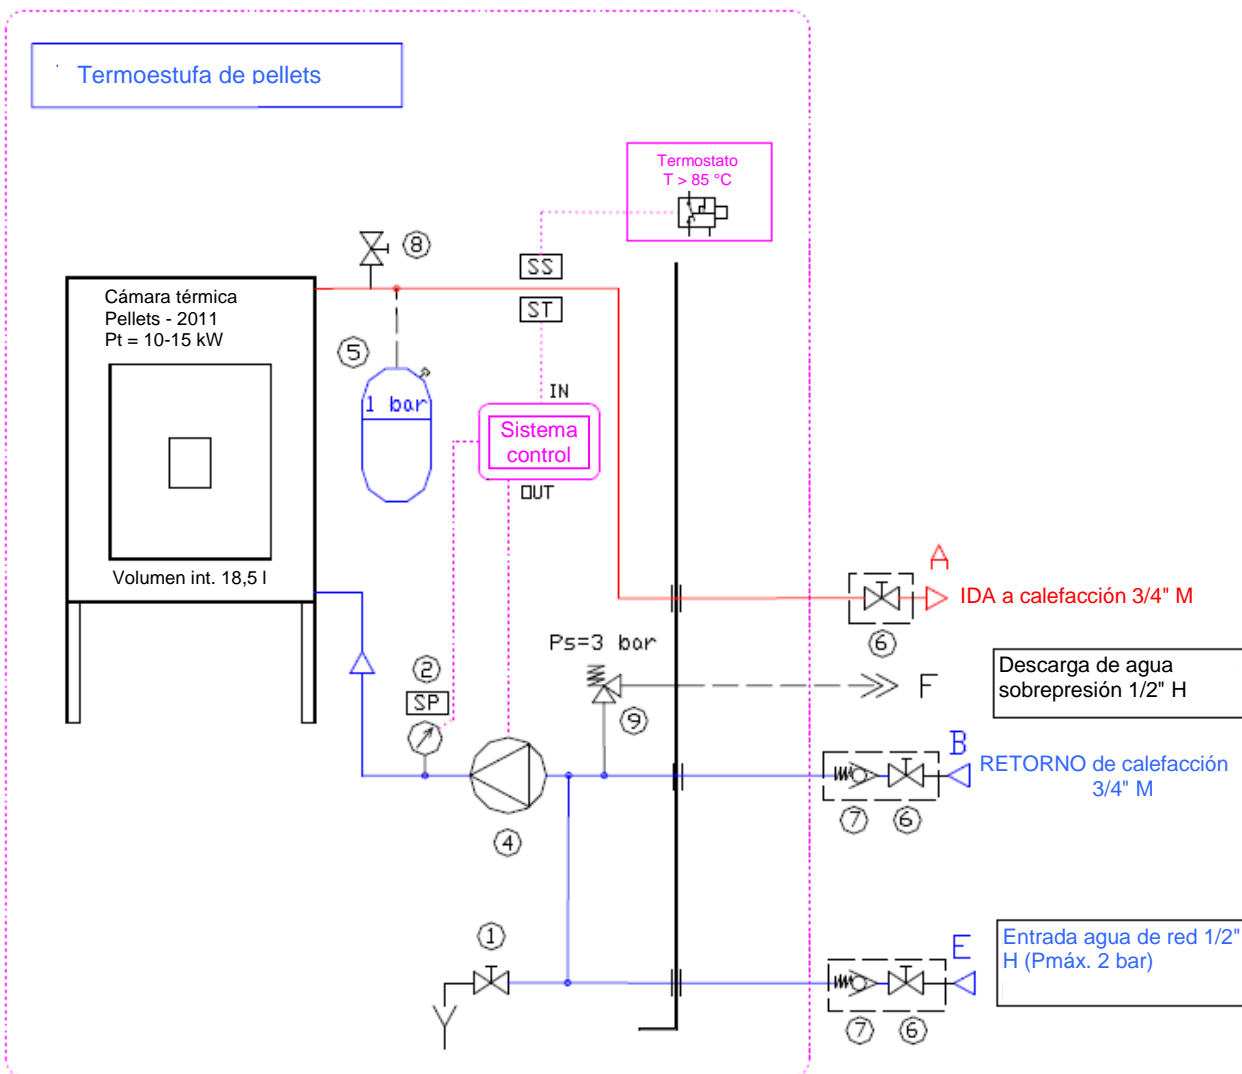 Termoestufa de pellets
Termostato
T > 85 °C
8
SS
Cámara térmica
Pellets - 2011
Pt = 10-15 kW
ST
5
IN
1 bar
Sistema
control
OUT
Volumen int. 18,5 l
A
IDA a calefacción 3/4" M
6
Ps=3 bar
Descarga de agua
sobrepresión 1/2" H
2
SP
F
9
B
RETORNO de calefacción
3/4" M
7
6
4
1
E
Entrada agua de red 1/2"
H (Pmáx. 2 bar)
7
6